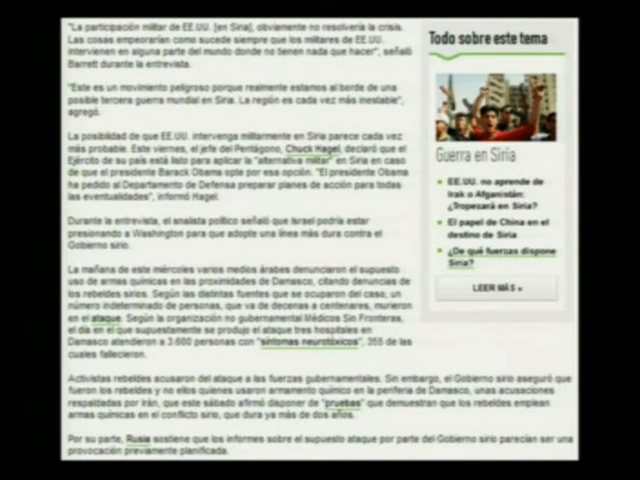 "La participación militar de EE.UU. [en Siria], obviamente no resolvería la crisis.
Las cosas empeorarían como sucede siempre que los militares de EE.UU.
intervienen en alguna parte del mundo donde no tienen nada que hacer", señaló
Barrett durante la entrevista.
"Este es un movimiento peligroso porque realmente estamos al borde de una
posible tercera guerra mundial en Siria. La región es cada vez más inestable",
agregó.
La posibilidad de que EE.UU. intervenga militarmente en Siria parece cada vez
más probable. Este viernes, el jefe del Pentágono, Chuck Hagel, declaró que el
Ejército de su país está listo para aplicar la "alternativa militar" en Siria en caso
de que el presidente Barack Obama opte por esa opción. "El presidente Obama
ha pedido al Departamento de Defensa preparar planes de acción para todas
las eventualidades", informó Hagel.
Durante la entrevista, el analista político señaló que Israel podría estar
presionando a Washington para que adopte una línea más dura contra el
Gobierno sirio.
La mañana de este miércoles varios medios árabes denunciaron el supuesto
uso de armas químicas en las proximidades de Damasco, citando denuncias de
los rebeldes sirios. Según las distintas fuentes que se ocuparon del caso, un
número indeterminado de personas, que va de decenas a centenares, murieron
en el ataque. Según la organización no gubernamental Médicos Sin Fronteras,
el día en el que supuestamente se produjo el ataque tres hospitales en
Damasco atendieron a 3.600 personas con "síntomas neurotóxicos", 355 de las
cuales fallecieron.
Activistas rebeldes acusaron del ataque a las fuerzas gubernamentales. Sin embargo, el Gobierno sirio aseguró que
fueron los rebeldes y no ellos quienes usaron armamento químico en la periferia de Damasco, unas acusaciones
respaldadas por Irán, que este sábado afirmó disponer de "pruebas" que demuestran que los rebeldes emplean
armas químicas en el conflicto sirio, que dura ya más de dos años.
Por su parte, Rusia sostiene que los informes sobre el supuesto ataque por parte del Gobierno sirio parecían ser una
provocación previamente planificada.
Todo sobre este tema
Guerra en Siria
EE.UU. no aprende de
Irak o Afganistán:
¿Tropezará en Siria?
El papel de China en el
destino de Siria
¿De qué fuerzas dispone
Siria?
LEER MÁS »